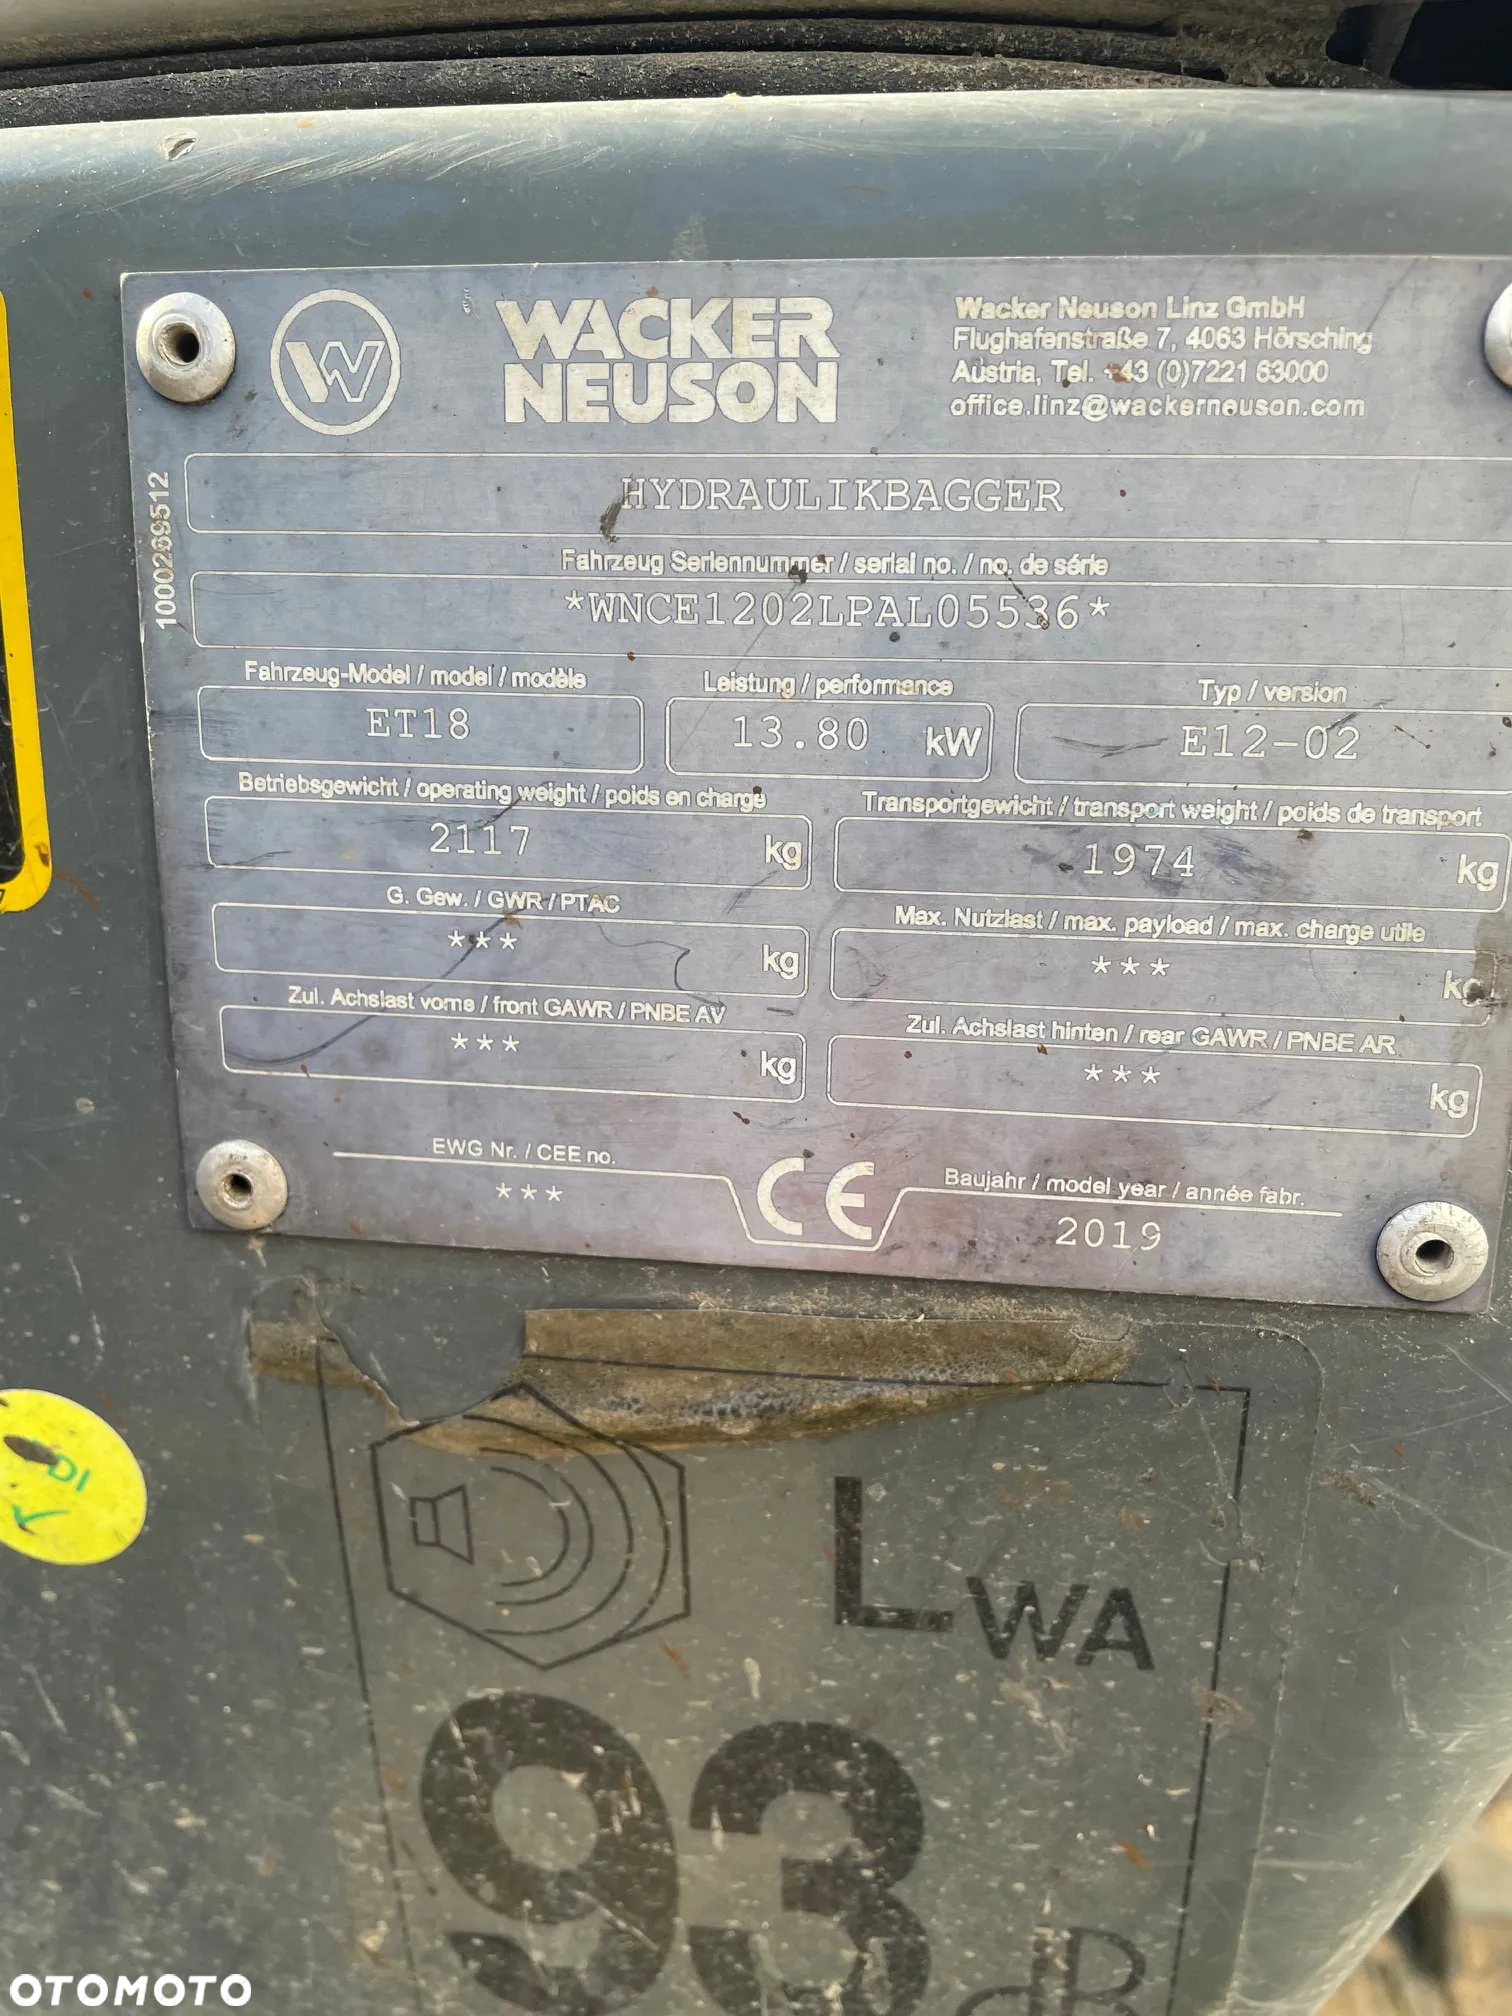 WACKER
NEUSON
Wacker Neuson Linz GmbH
Flughafenstraße 7, 4063 Hörsching
Austria, Tel. +43 (0)7221 63000
office.linz@wackerneuson.com
1000269512
HYDRAULIKBAGGER
Fahrzeug Seriennummer / serial no. / no. de série
*WNCE1202LPAL05536*
Fahrzeug-Model / model / modèle
Leistung / performance
Typ / version
ET18
13.80 kW
E12-02
Betriebsgewicht / operating weight / poids en charge
Transportgewicht / transport weight / poids de transport
2117 kg
1974 kg
G. Gew. / GWR / PTAC
Max. Nutzlast / max. payload / max. charge utile
*** kg
*** kg
Zul. Achslast vorne / front GAWR / PNBE AV
Zul. Achslast hinten / rear GAWR / PNBE AR
*** kg
*** kg
EWG Nr. / CEE no.
***
CE
Baujahr / model year / année fabr.
2019
LWA
93
dB
OTOMOTO